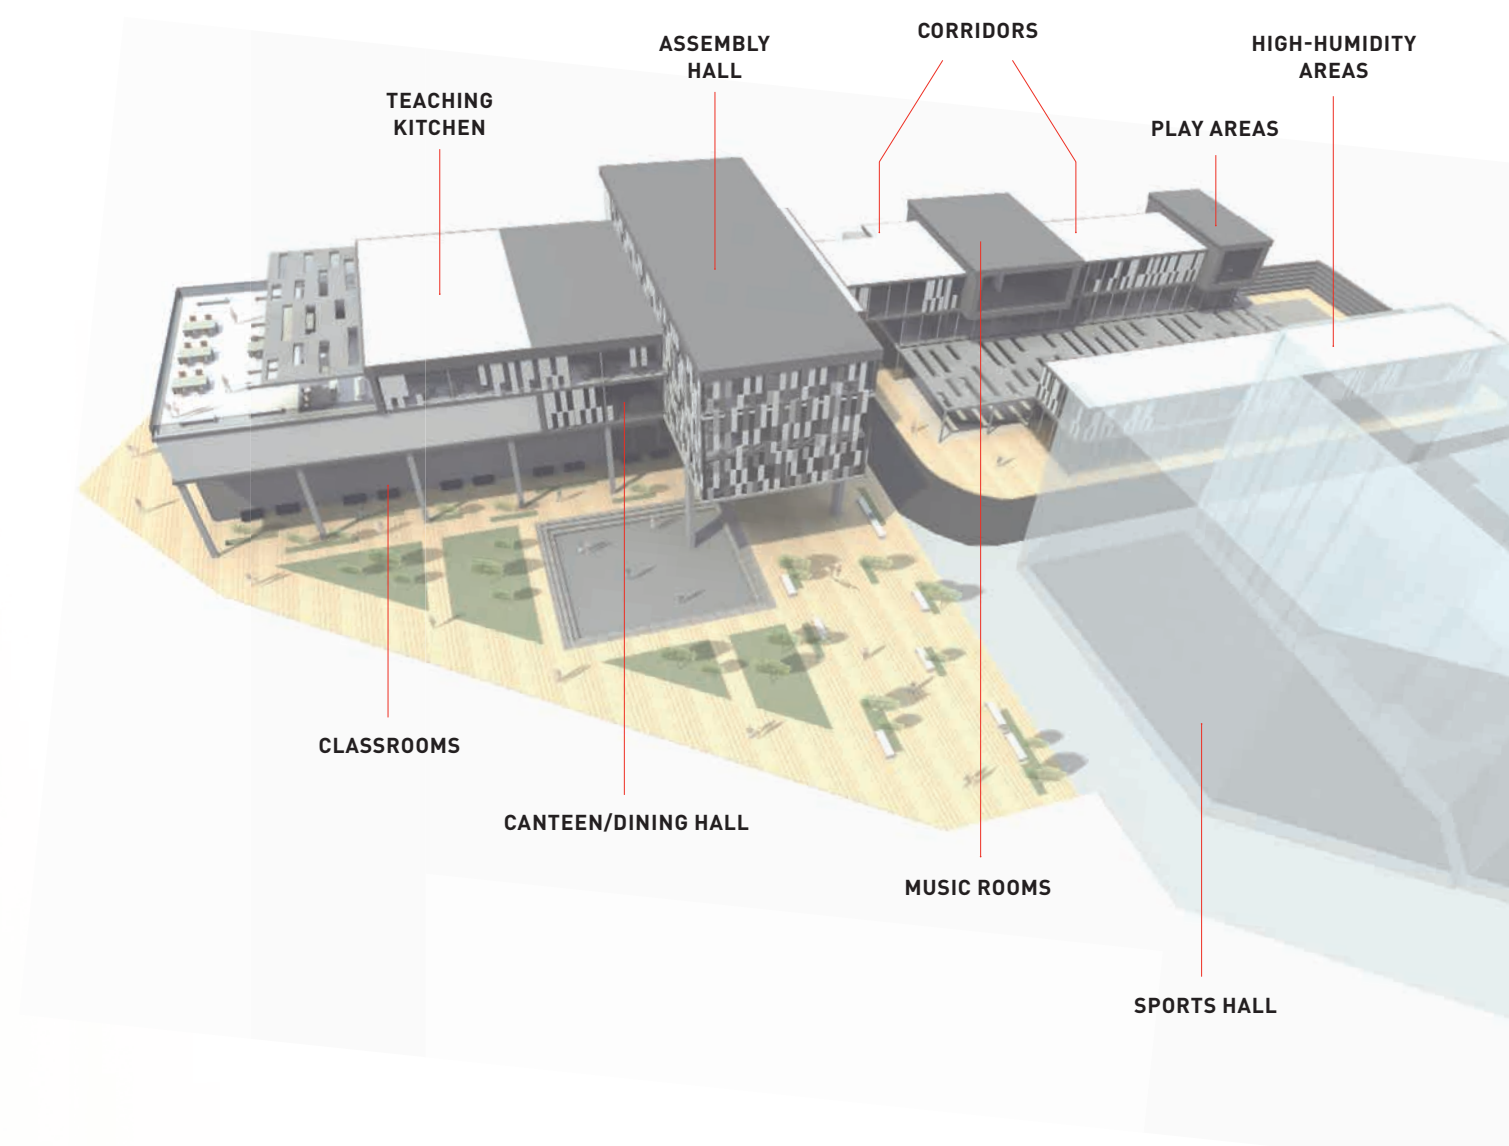 CORRIDORS
ASSEMBLY
HALL
HIGH-HUMIDITY
AREAS
TEACHING
KITCHEN
PLAY AREAS
CLASSROOMS
CANTEEN/DINING HALL
MUSIC ROOMS
SPORTS HALL